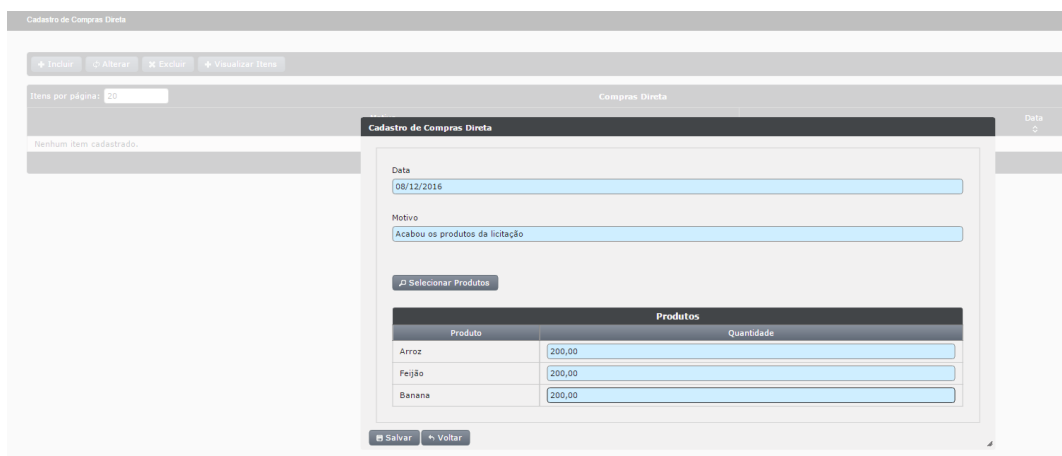 Cadastro de Compras Direta
Incluir Alterar Excluir Visualizar Itens
Itens por página: 20 Compras Direta
Data
Nenhum item cadastrado.
Cadastro de Compras Direta
Data
08/12/2016
Motivo
Acabou os produtos da licitação
Selecionar Produtos
Produtos
Produto Quantidade
Arroz 200,00
Feijão 200,00
Banana 200,00
Salvar Voltar